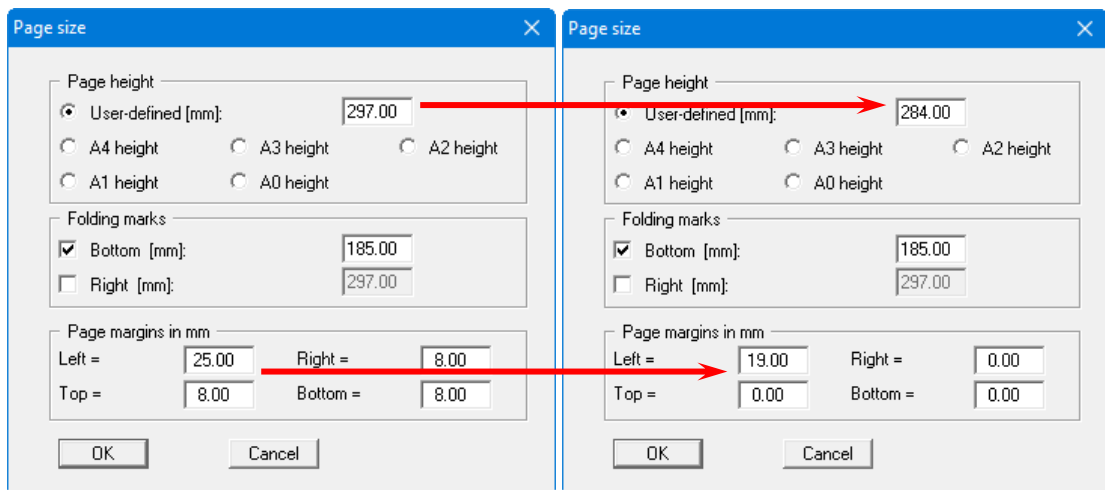 Page size
Page height
User-defined [mm]: 297.00
A4 height A3 height A2 height
A1 height A0 height
Folding marks
Bottom [mm]: 185.00
Right [mm]: 297.00
Page margins in mm
Left = 25.00 Right = 8.00
Top = 8.00 Bottom = 8.00
OK Cancel
Page size
Page height
User-defined [mm]: 284.00
A4 height A3 height A2 height
A1 height A0 height
Folding marks
Bottom [mm]: 185.00
Right [mm]: 297.00
Page margins in mm
Left = 19.00 Right = 0.00
Top = 0.00 Bottom = 0.00
OK Cancel